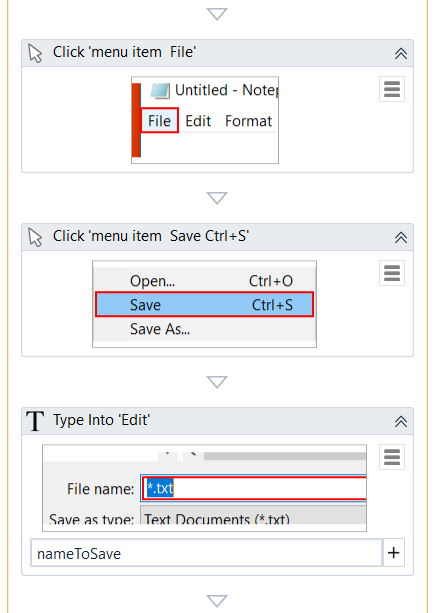 Click 'menu item  File'
Untitled - Notep
File Edit Format
Click 'menu item  Save Ctrl+S'
Open... Ctrl+O
Save Ctrl+S
Save As...
T Type Into 'Edit'
File name: *.txt
Save as type: Text Documents (*.txt)
nameToSave +